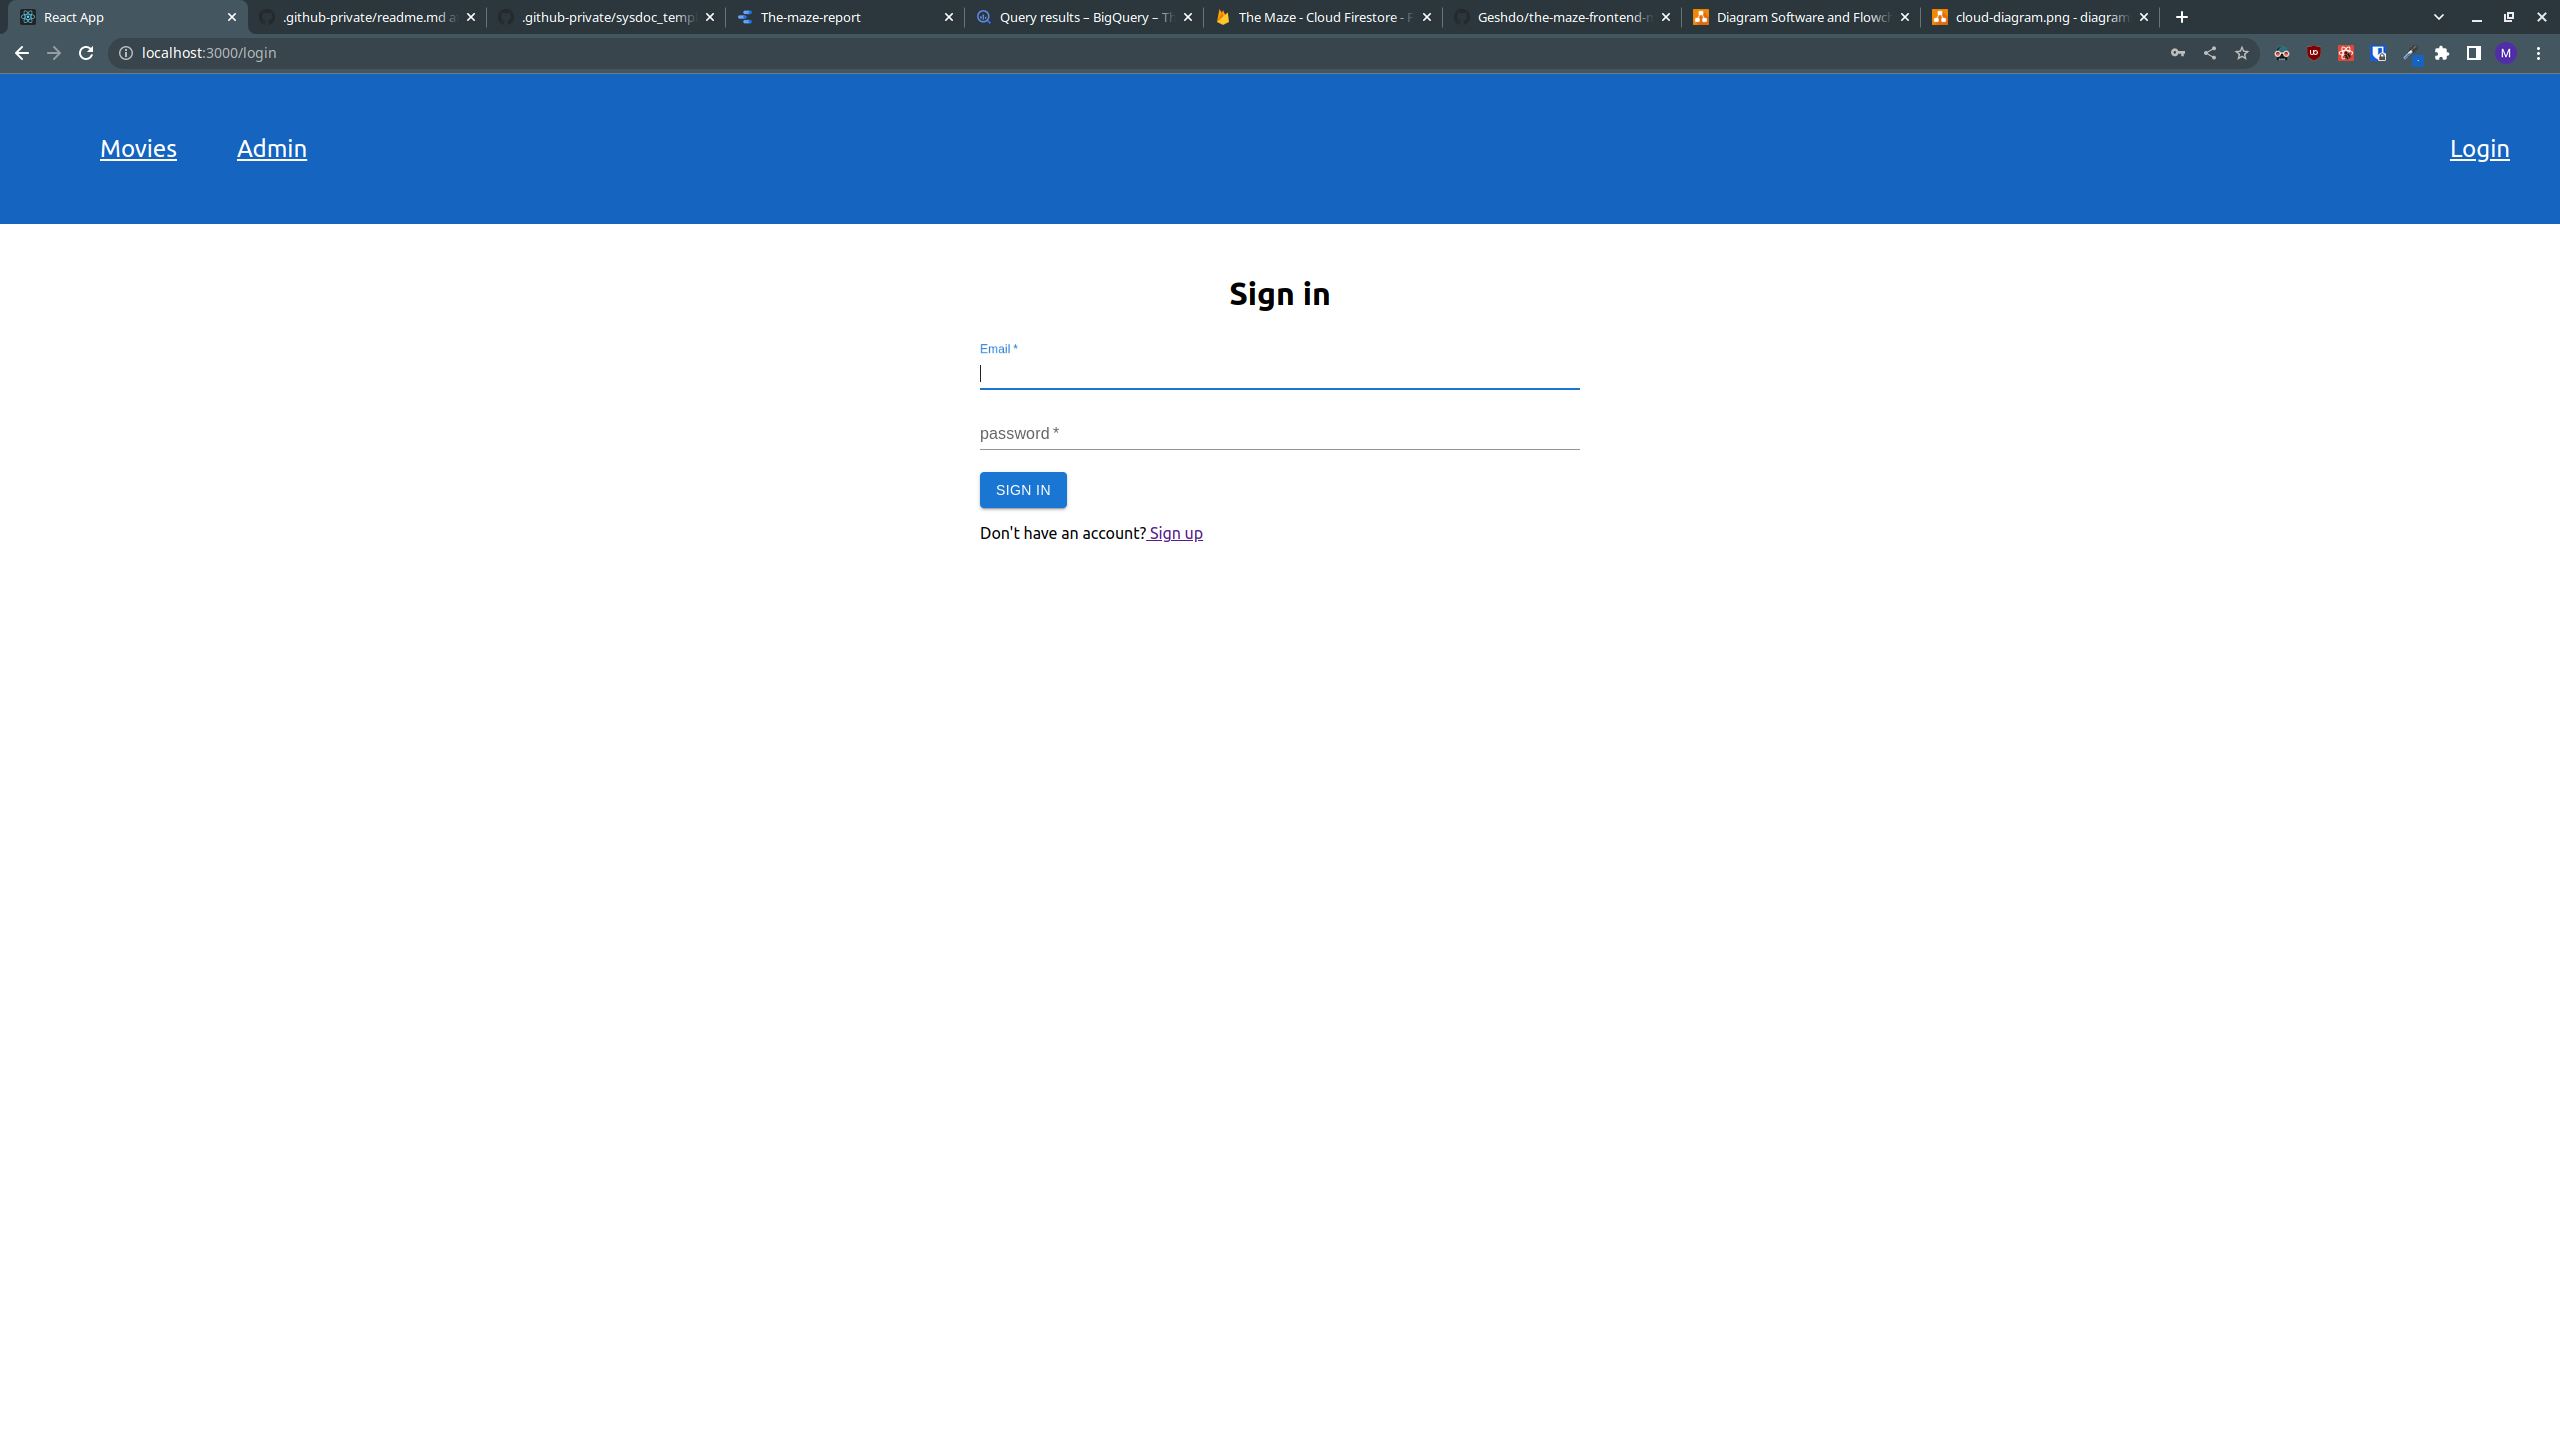 React App
.github-private/readme.md a
.github-private/sysdoc_temp
The-maze-report
Query results – BigQuery – Th
The Maze - Cloud Firestore - F
Geshdo/the-maze-frontend-n
Diagram Software and Flowch
cloud-diagram.png - diagram
localhost:3000/login
M
Movies
Admin
Login
Sign in
Email *
password *
SIGN IN
Don't have an account? Sign up